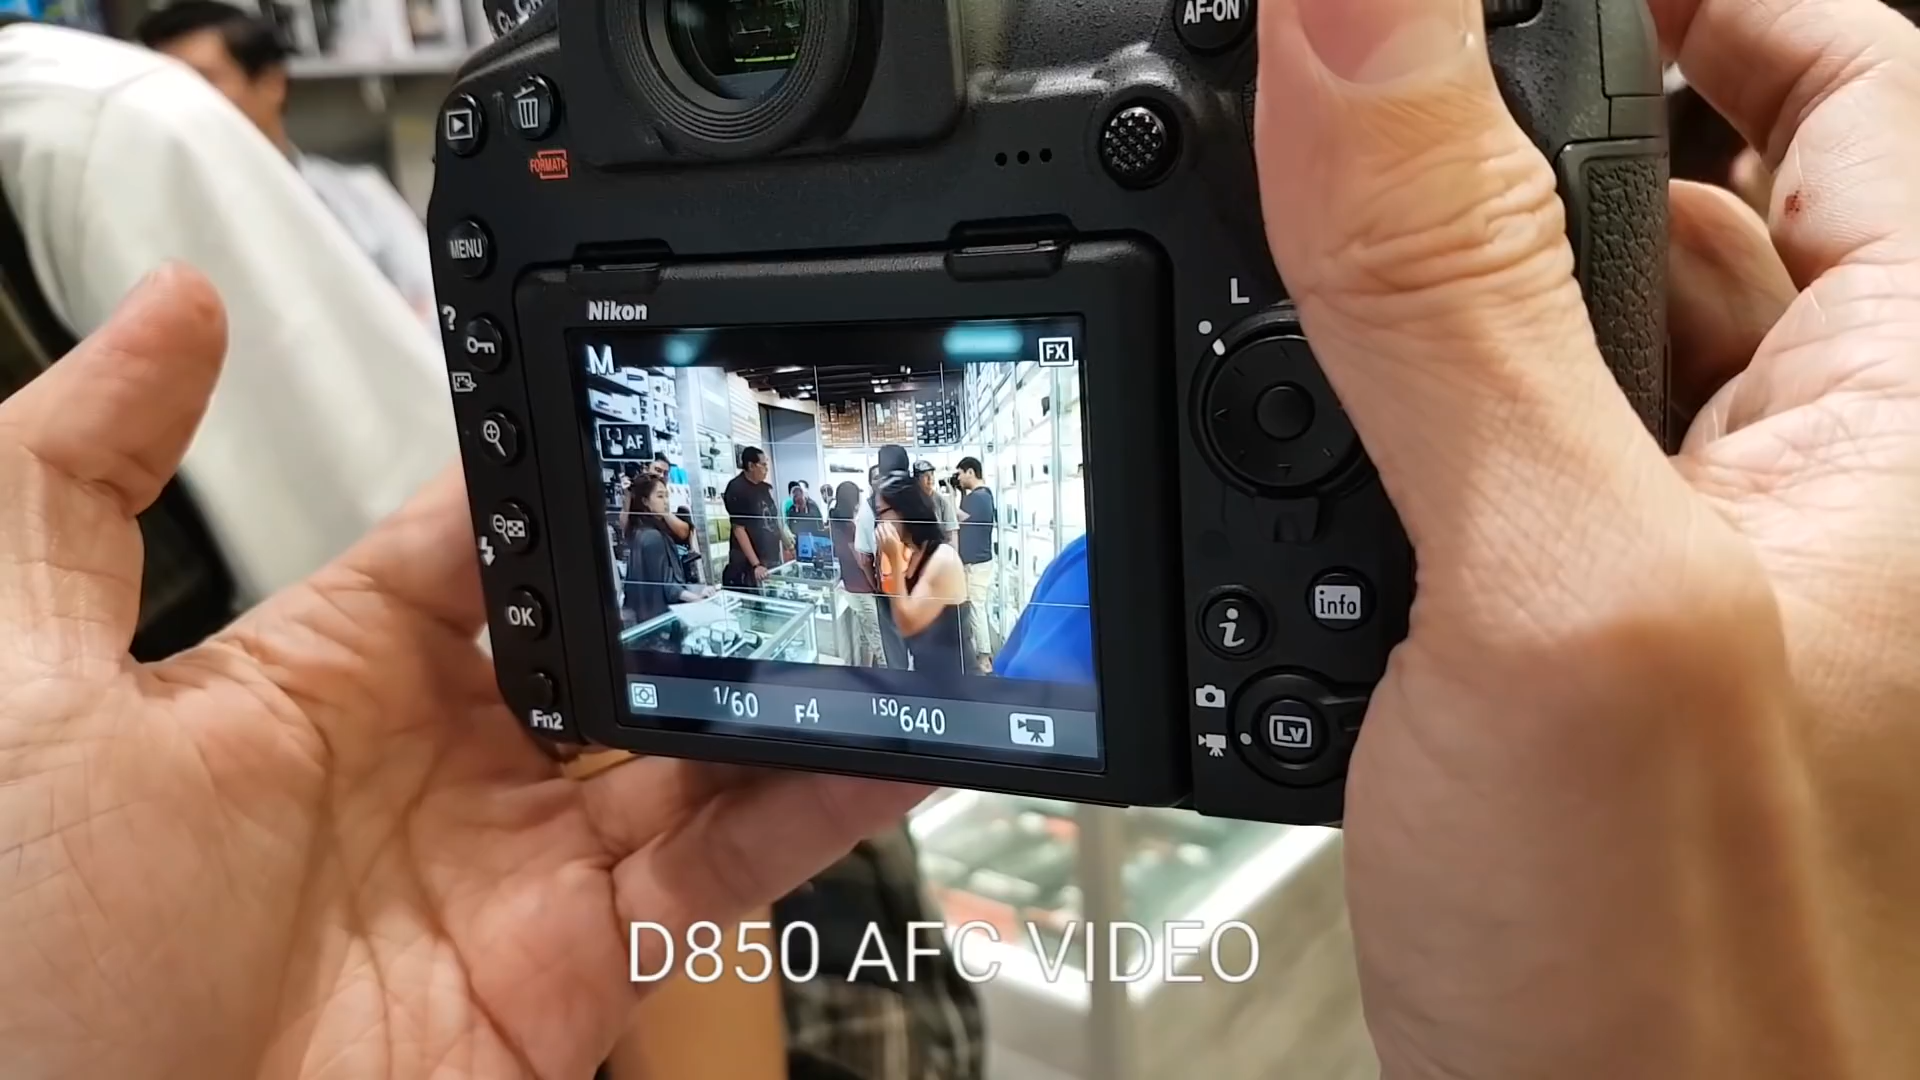 AF-ON
FORMAT
MENU
?
L
Nikon
M
FX
AF
OK
info
i
1/60
F4
ISO640
Fn2
Lv
D850 AFC VIDEO